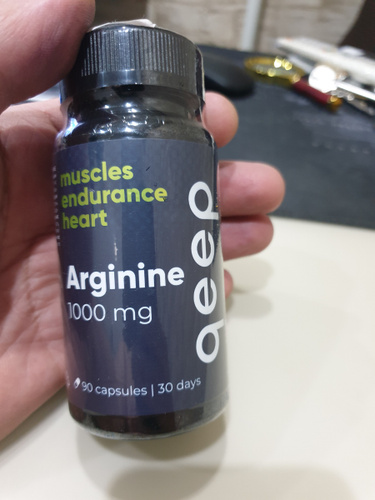 muscles
endurance
heart
Arginine
1000 mg
90 capsules | 30 days
qeep